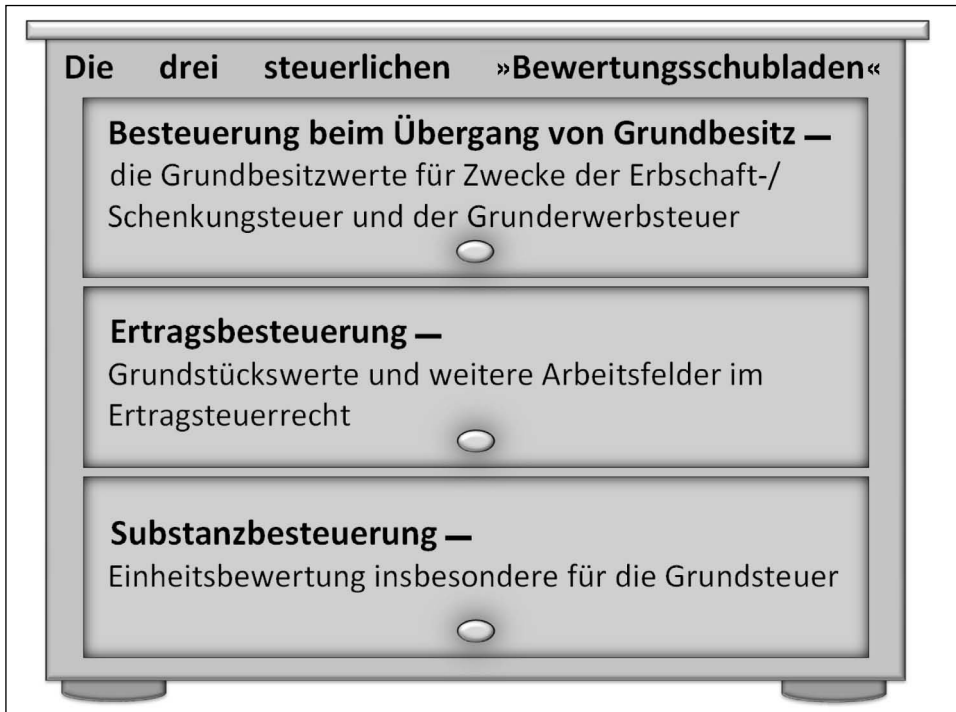 Die drei steuerlichen »Bewertungsschubladen«
Besteuerung beim Übergang von Grundbesitz —
die Grundbesitzwerte für Zwecke der Erbschaft-/
Schenkungsteuer und der Grunderwerbsteuer
Ertragsbesteuerung —
Grundstückswerte und weitere Arbeitsfelder im
Ertragsteuerrecht
Substanzbesteuerung —
Einheitsbewertung insbesondere für die Grundsteuer